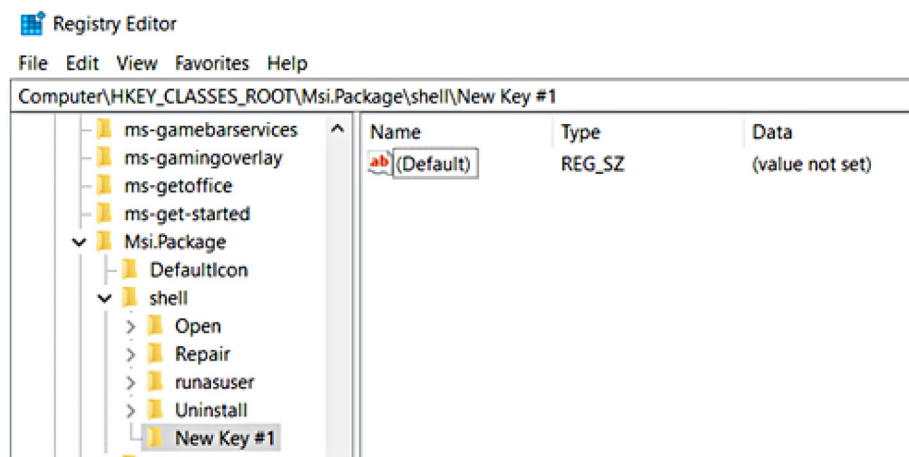 Registry Editor
File Edit View Favorites Help
Computer\HKEY_CLASSES_ROOT\Msi.Package\shell\New Key #1
ms-gamebarservices
ms-gamingoverlay
ms-getoffice
ms-get-started
Msi.Package
DefaultIcon
shell
Open
Repair
runasuser
Uninstall
New Key #1
Name Type Data
ab (Default) REG_SZ (value not set)